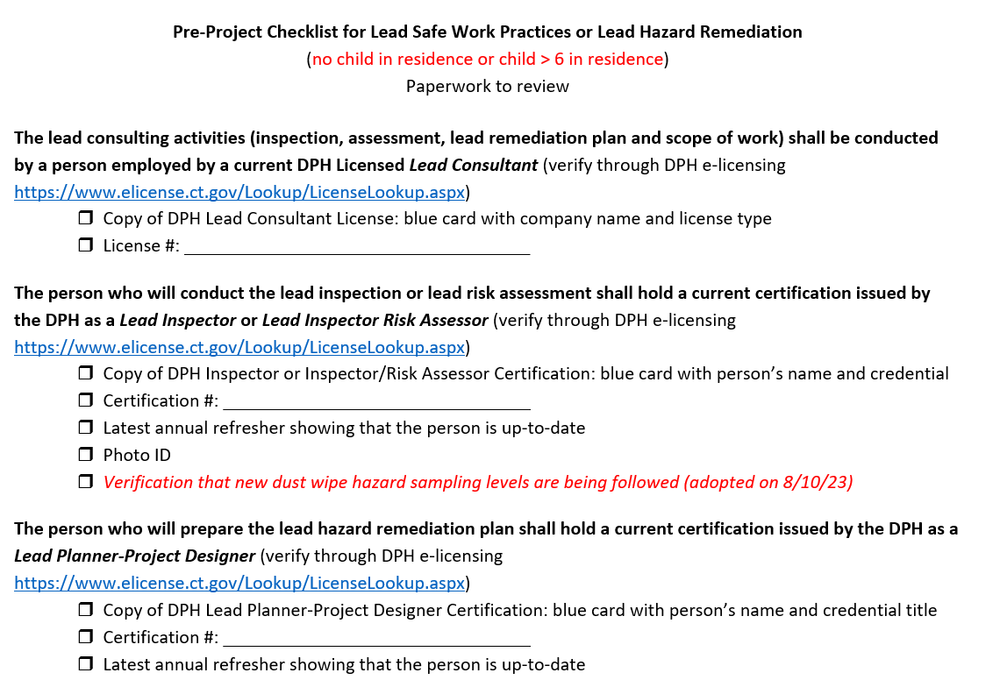 Pre-Project Checklist for Lead Safe Work Practices or Lead Hazard Remediation
(no child in residence or child > 6 in residence)
Paperwork to review
The lead consulting activities (inspection, assessment, lead remediation plan and scope of work) shall be conducted
by a person employed by a current DPH Licensed Lead Consultant (verify through DPH e-licensing
https://www.elicense.ct.gov/Lookup/LicenseLookup.aspx)
❒ Copy of DPH Lead Consultant License: blue card with company name and license type
❒ License #: ____________________________________
The person who will conduct the lead inspection or lead risk assessment shall hold a current certification issued by
the DPH as a Lead Inspector or Lead Inspector Risk Assessor (verify through DPH e-licensing
https://www.elicense.ct.gov/Lookup/LicenseLookup.aspx)
❒ Copy of DPH Inspector or Inspector/Risk Assessor Certification: blue card with person’s name and credential
❒ Certification #: ________________________________
❒ Latest annual refresher showing that the person is up-to-date
❒ Photo ID
❒ Verification that new dust wipe hazard sampling levels are being followed (adopted on 8/10/23)
The person who will prepare the lead hazard remediation plan shall hold a current certification issued by the DPH as a
Lead Planner-Project Designer (verify through DPH e-licensing
https://www.elicense.ct.gov/Lookup/LicenseLookup.aspx)
❒ Copy of DPH Lead Planner-Project Designer Certification: blue card with person’s name and credential title
❒ Certification #: ________________________________
❒ Latest annual refresher showing that the person is up-to-date